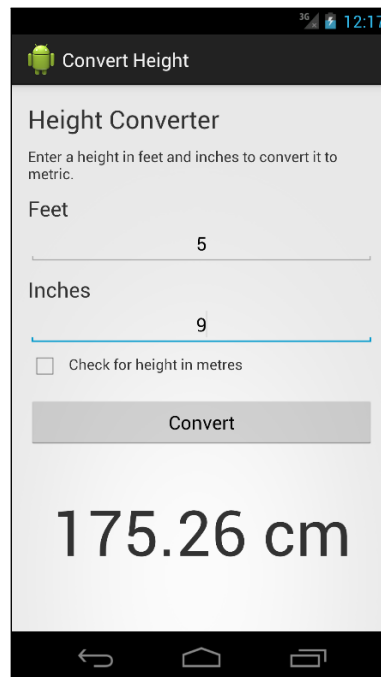 3G 12:17
Convert Height
Height Converter
Enter a height in feet and inches to convert it to
metric.
Feet
5
Inches
9
Check for height in metres
Convert
175.26 cm